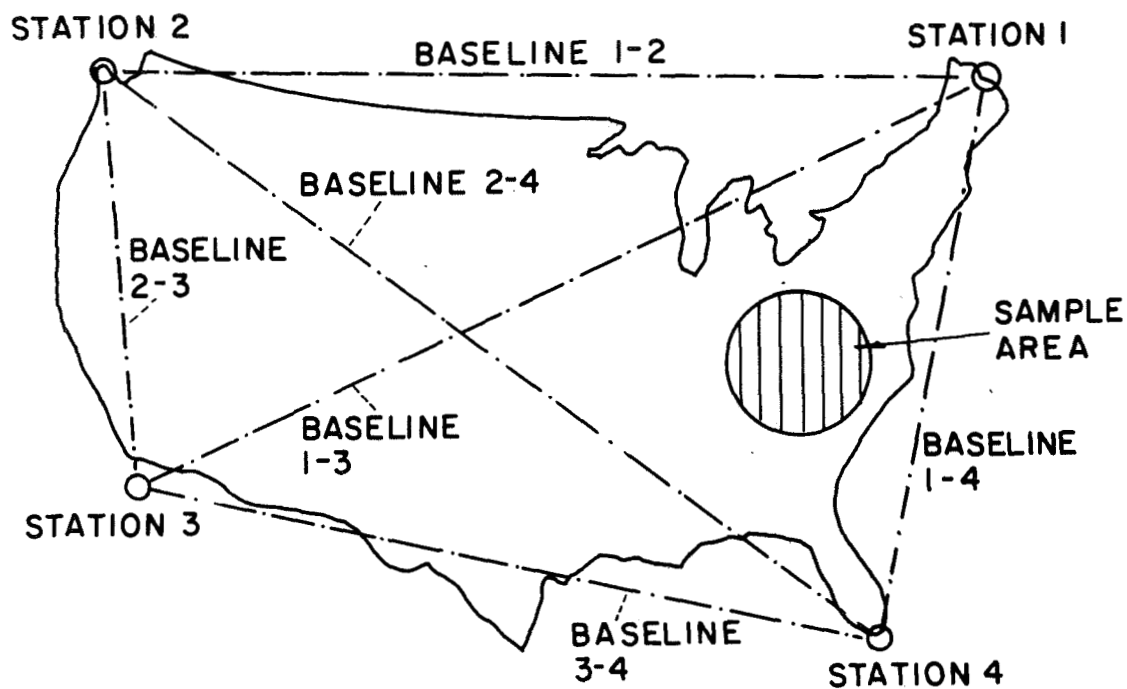 STATION 2
BASELINE 1-2
STATION 1
BASELINE 2-4
BASELINE
2-3
SAMPLE
AREA
BASELINE
1-3
BASELINE
1-4
STATION 3
BASELINE
3-4
STATION 4